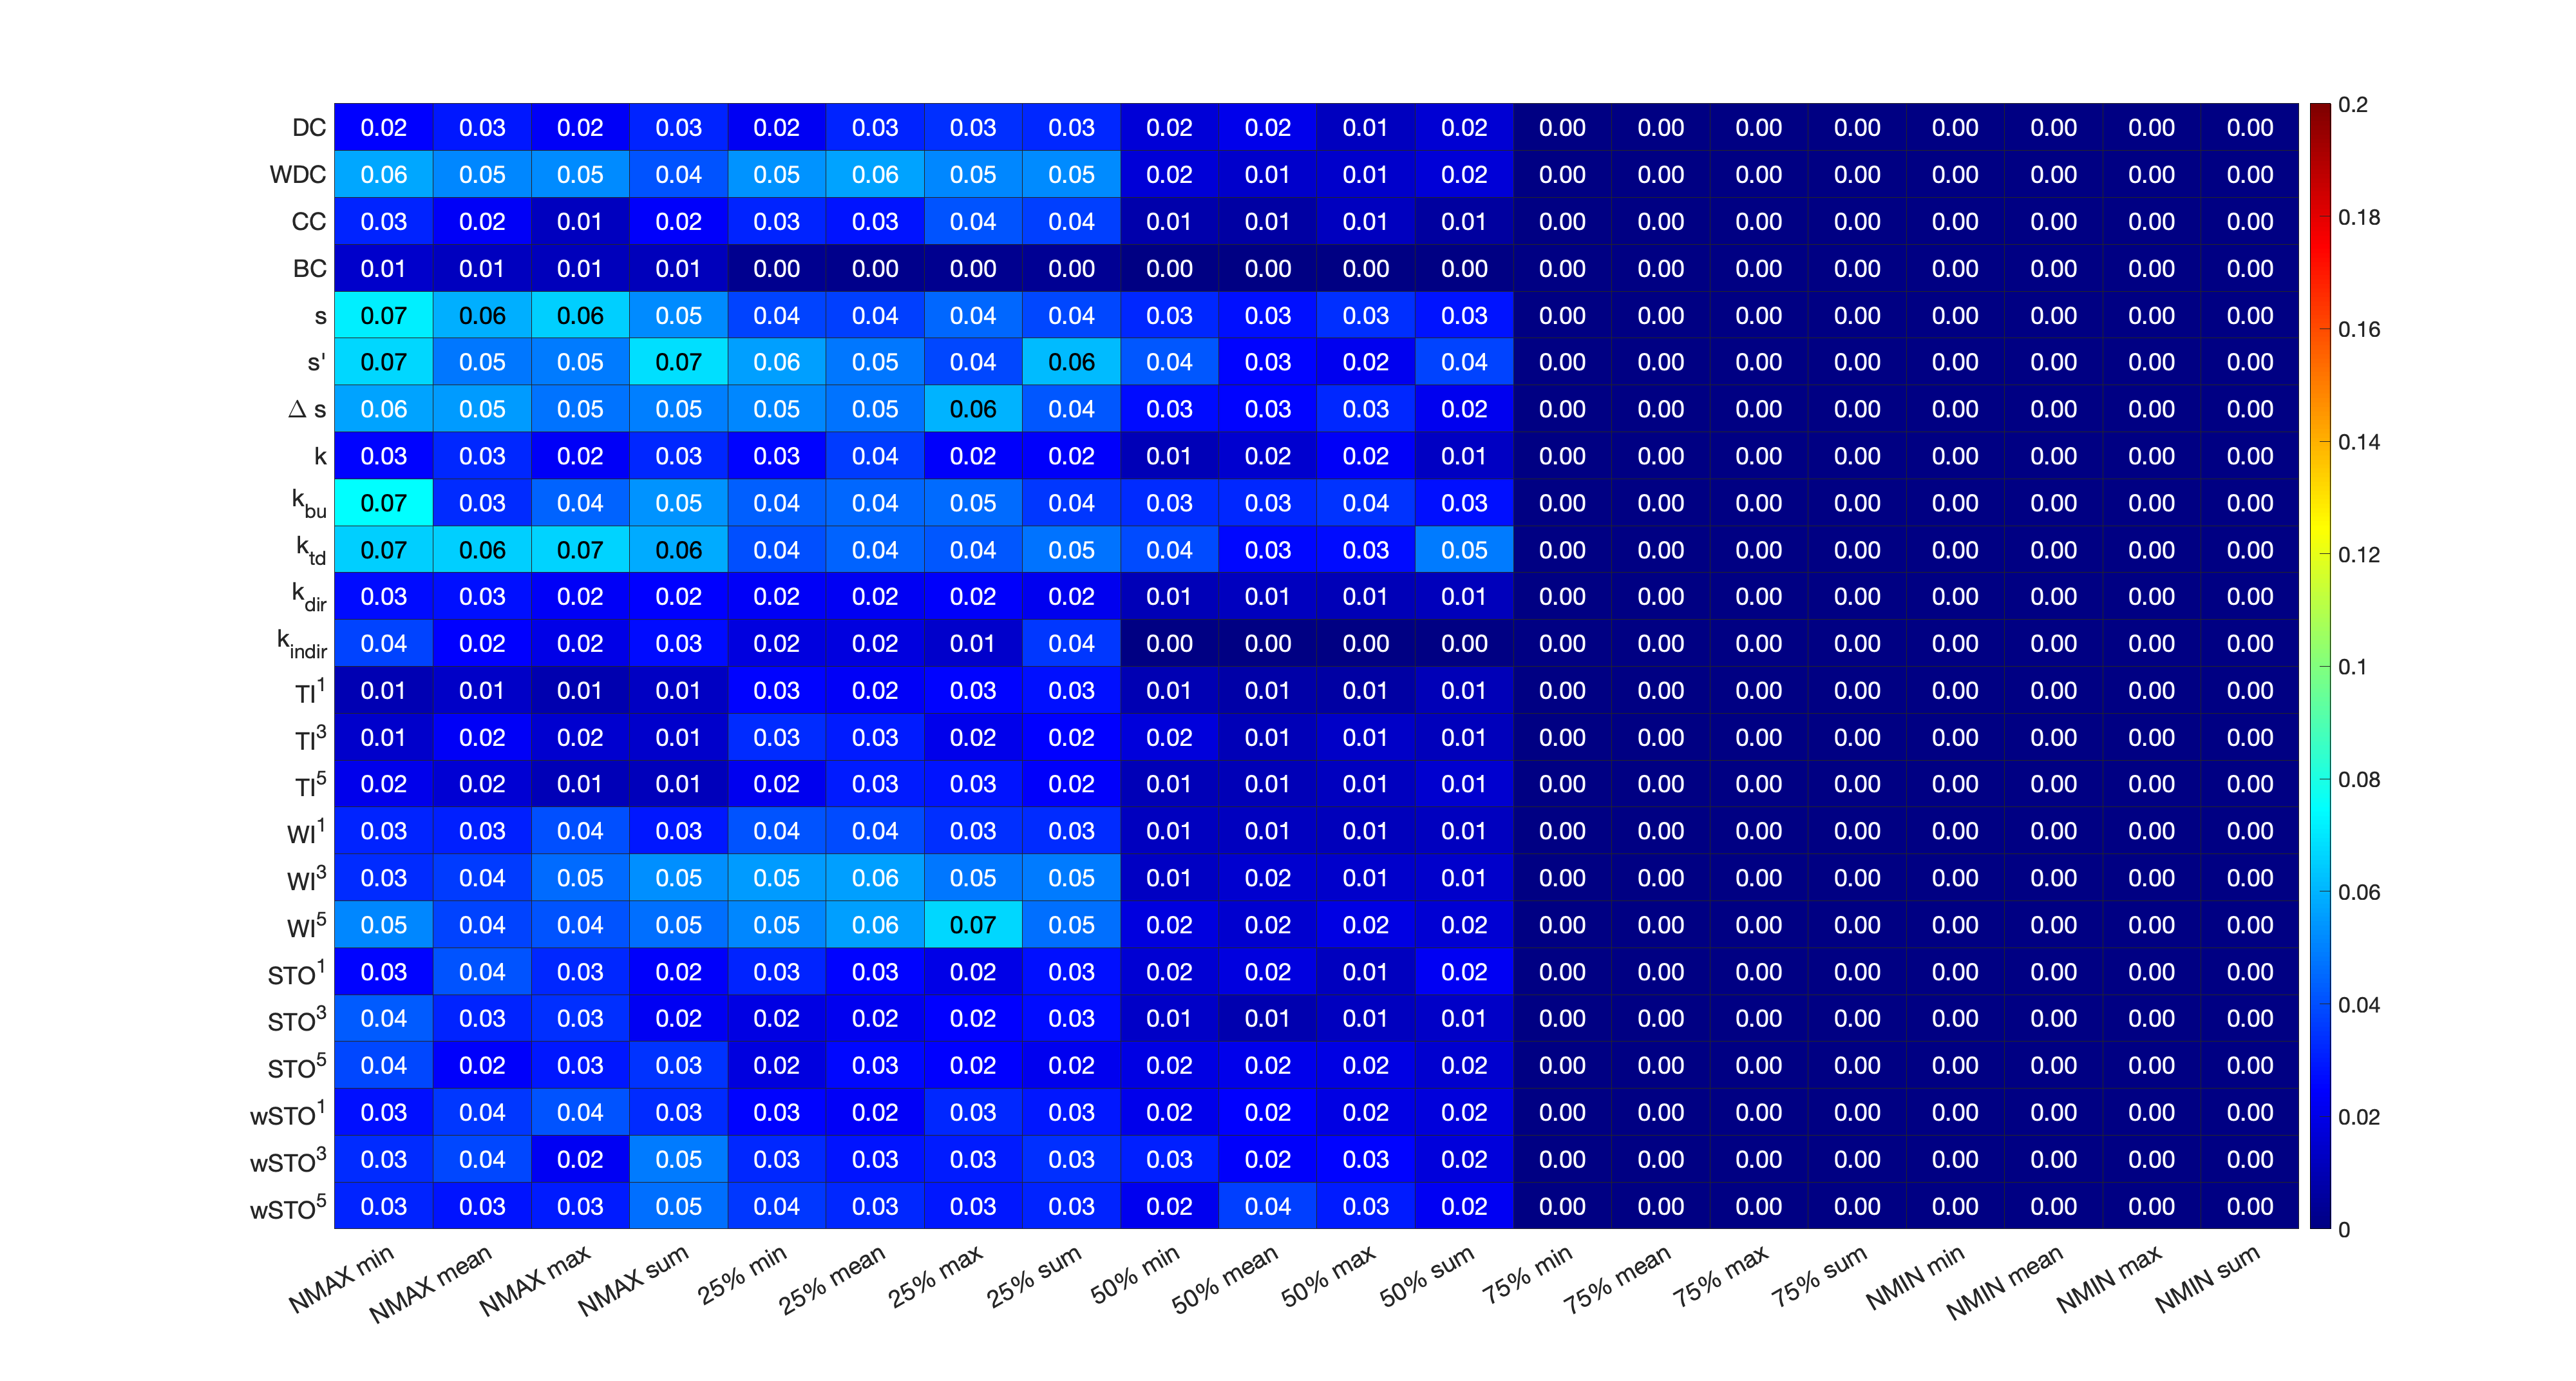 DC 0.02 0.03 0.02 0.03 0.02 0.03 0.03 0.03 0.02 0.02 0.01 0.02 0.00 0.00 0.00 0.00 0.00 0.00 0.00 0.00
WDC 0.06 0.05 0.05 0.04 0.05 0.06 0.05 0.05 0.02 0.01 0.01 0.02 0.00 0.00 0.00 0.00 0.00 0.00 0.00 0.00
CC 0.03 0.02 0.01 0.02 0.03 0.03 0.04 0.04 0.01 0.01 0.01 0.01 0.00 0.00 0.00 0.00 0.00 0.00 0.00 0.00
BC 0.01 0.01 0.01 0.01 0.00 0.00 0.00 0.00 0.00 0.00 0.00 0.00 0.00 0.00 0.00 0.00 0.00 0.00 0.00 0.00
s 0.07 0.06 0.06 0.05 0.04 0.04 0.04 0.04 0.03 0.03 0.03 0.03 0.00 0.00 0.00 0.00 0.00 0.00 0.00 0.00
s' 0.07 0.05 0.05 0.07 0.06 0.05 0.04 0.06 0.04 0.03 0.02 0.04 0.00 0.00 0.00 0.00 0.00 0.00 0.00 0.00
Δ s 0.06 0.05 0.05 0.05 0.05 0.05 0.06 0.04 0.03 0.03 0.03 0.02 0.00 0.00 0.00 0.00 0.00 0.00 0.00 0.00
k 0.03 0.03 0.02 0.03 0.03 0.04 0.02 0.02 0.01 0.02 0.02 0.01 0.00 0.00 0.00 0.00 0.00 0.00 0.00 0.00
k_bu 0.07 0.03 0.04 0.05 0.04 0.04 0.05 0.04 0.03 0.03 0.04 0.03 0.00 0.00 0.00 0.00 0.00 0.00 0.00 0.00
k_td 0.07 0.06 0.07 0.06 0.04 0.04 0.04 0.05 0.04 0.03 0.03 0.05 0.00 0.00 0.00 0.00 0.00 0.00 0.00 0.00
k_dir 0.03 0.03 0.02 0.02 0.02 0.02 0.02 0.02 0.01 0.01 0.01 0.01 0.00 0.00 0.00 0.00 0.00 0.00 0.00 0.00
k_indir 0.04 0.02 0.02 0.03 0.02 0.02 0.01 0.04 0.00 0.00 0.00 0.00 0.00 0.00 0.00 0.00 0.00 0.00 0.00 0.00
TI^1 0.01 0.01 0.01 0.01 0.03 0.02 0.03 0.03 0.01 0.01 0.01 0.01 0.00 0.00 0.00 0.00 0.00 0.00 0.00 0.00
TI^3 0.01 0.02 0.02 0.01 0.03 0.03 0.02 0.02 0.02 0.01 0.01 0.01 0.00 0.00 0.00 0.00 0.00 0.00 0.00 0.00
TI^5 0.02 0.02 0.01 0.01 0.02 0.03 0.03 0.02 0.01 0.01 0.01 0.01 0.00 0.00 0.00 0.00 0.00 0.00 0.00 0.00
WI^1 0.03 0.03 0.04 0.03 0.04 0.04 0.03 0.03 0.01 0.01 0.01 0.01 0.00 0.00 0.00 0.00 0.00 0.00 0.00 0.00
WI^3 0.03 0.04 0.05 0.05 0.05 0.06 0.05 0.05 0.01 0.02 0.01 0.01 0.00 0.00 0.00 0.00 0.00 0.00 0.00 0.00
WI^5 0.05 0.04 0.04 0.05 0.05 0.06 0.07 0.05 0.02 0.02 0.02 0.02 0.00 0.00 0.00 0.00 0.00 0.00 0.00 0.00
STO^1 0.03 0.04 0.03 0.02 0.03 0.03 0.02 0.03 0.02 0.02 0.01 0.02 0.00 0.00 0.00 0.00 0.00 0.00 0.00 0.00
STO^3 0.04 0.03 0.03 0.02 0.02 0.02 0.02 0.03 0.01 0.01 0.01 0.01 0.00 0.00 0.00 0.00 0.00 0.00 0.00 0.00
STO^5 0.04 0.02 0.03 0.03 0.02 0.03 0.02 0.02 0.02 0.02 0.02 0.02 0.00 0.00 0.00 0.00 0.00 0.00 0.00 0.00
wSTO^1 0.03 0.04 0.04 0.03 0.03 0.02 0.03 0.03 0.02 0.02 0.02 0.02 0.00 0.00 0.00 0.00 0.00 0.00 0.00 0.00
wSTO^3 0.03 0.04 0.02 0.05 0.03 0.03 0.03 0.03 0.03 0.02 0.03 0.02 0.00 0.00 0.00 0.00 0.00 0.00 0.00 0.00
wSTO^5 0.03 0.03 0.03 0.05 0.04 0.03 0.03 0.03 0.02 0.04 0.03 0.02 0.00 0.00 0.00 0.00 0.00 0.00 0.00 0.00
NMAX min NMAX mean NMAX max NMAX sum 25% min 25% mean 25% max 25% sum 50% min 50% mean 50% max 50% sum 75% min 75% mean 75% max 75% sum NMIN min NMIN mean NMIN max NMIN sum
0.2
0.18
0.16
0.14
0.12
0.1
0.08
0.06
0.04
0.02
0